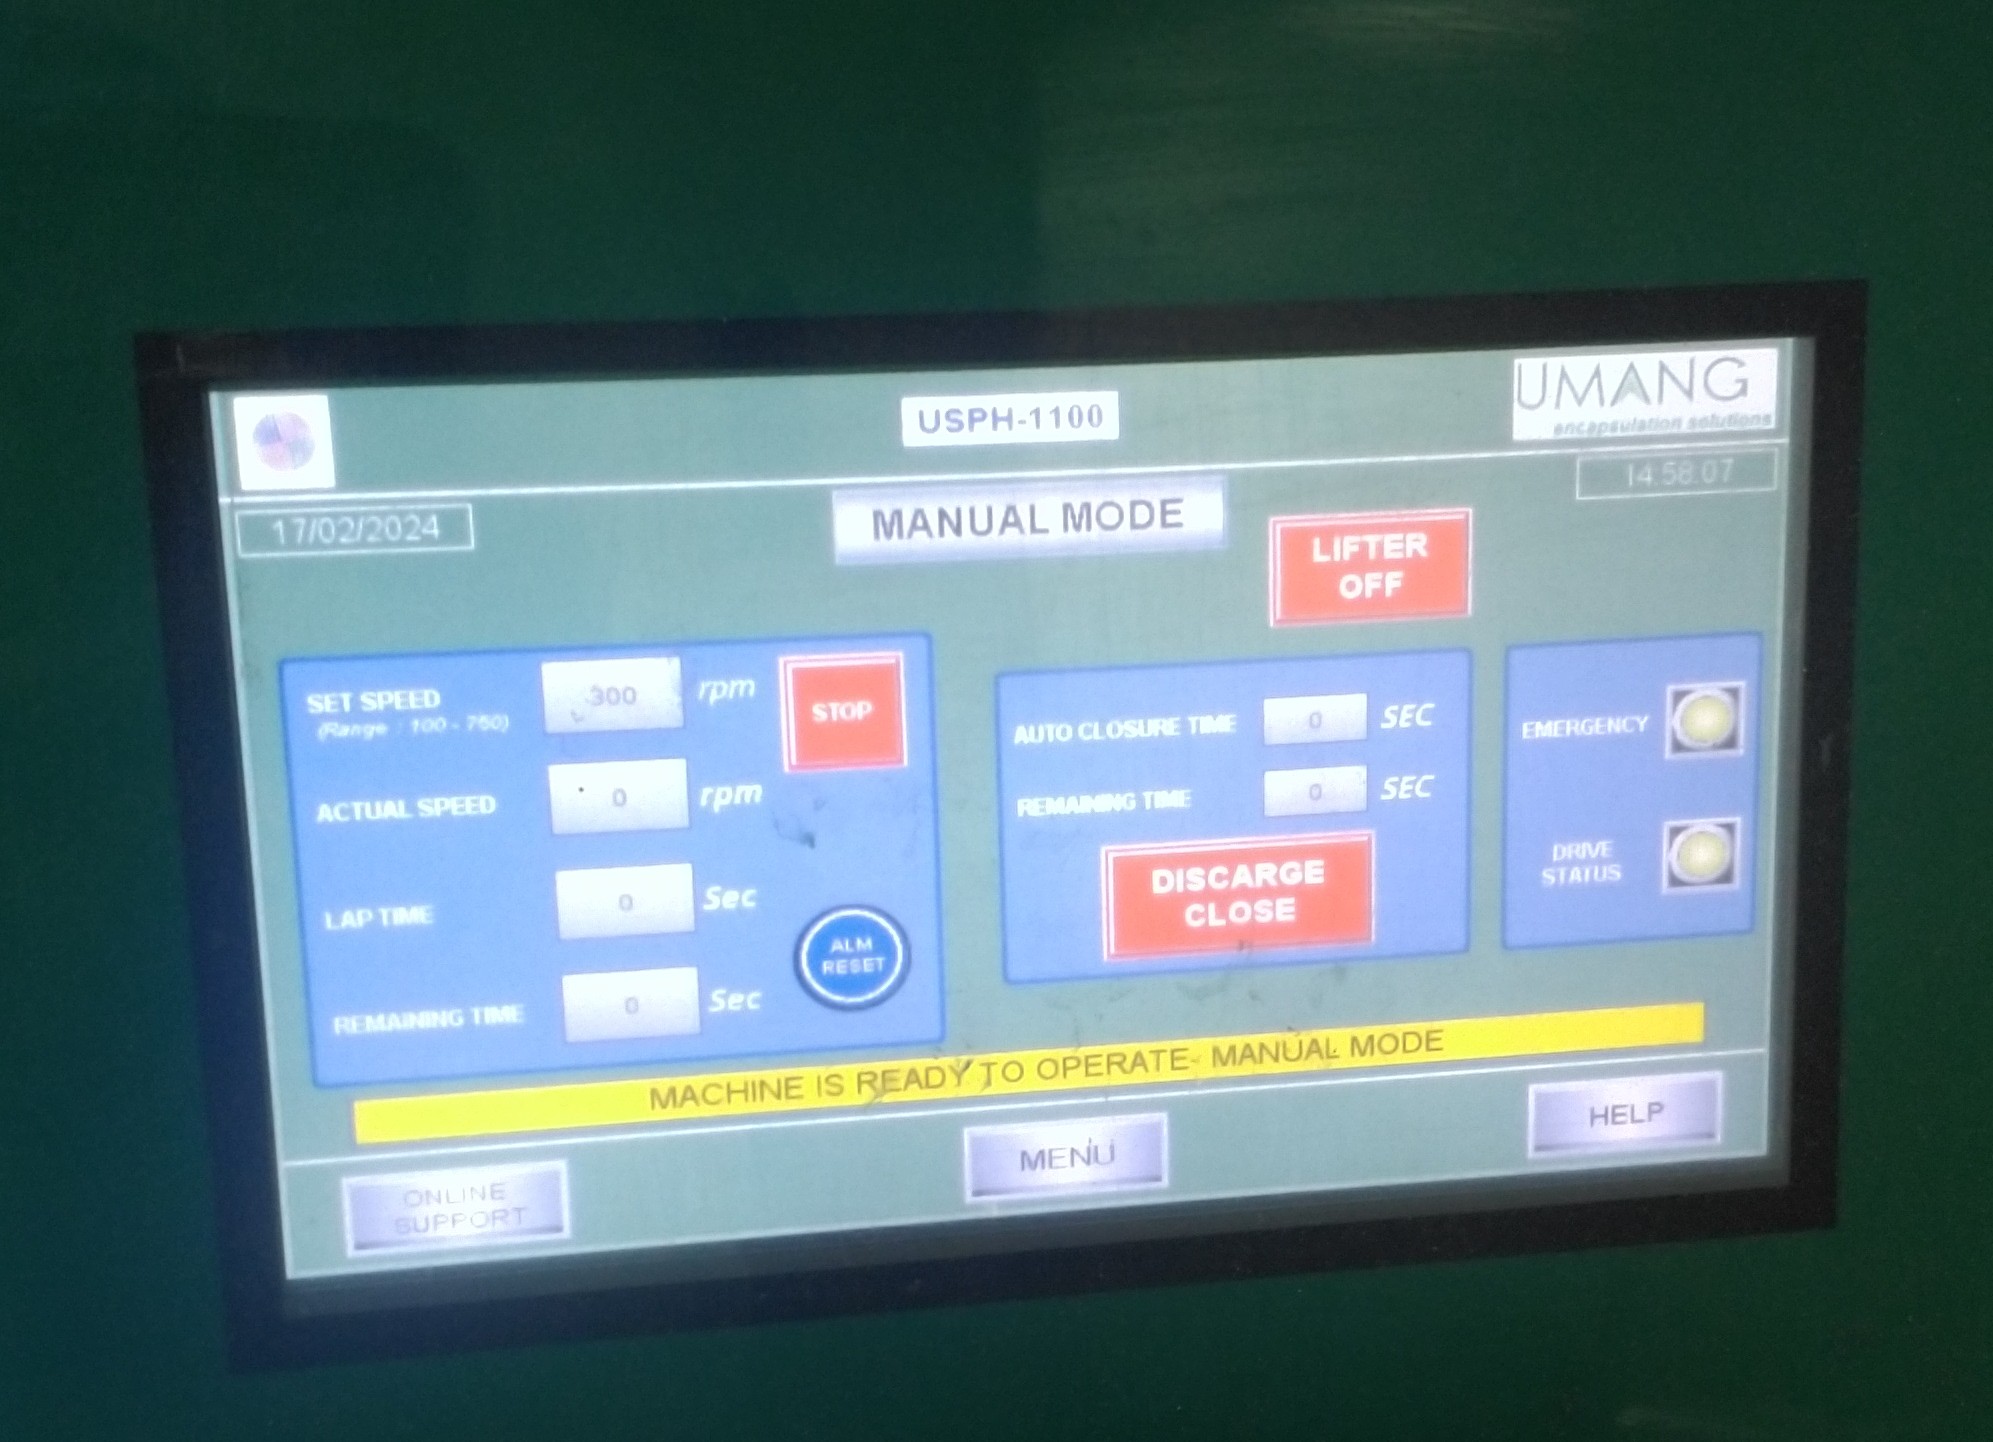 USPH-1100
UMANG
encapsulation solutions
14:58:07
17/02/2024
MANUAL MODE
LIFTER
OFF
SET SPEED
(Range : 100 - 750)
300
rpm
STOP
ACTUAL SPEED
0
rpm
LAP TIME
0
Sec
ALM
RESET
REMAINING TIME
0
Sec
AUTO CLOSURE TIME
0
SEC
REMAINING TIME
0
SEC
DISCARGE
CLOSE
EMERGENCY
DRIVE
STATUS
MACHINE IS READY TO OPERATE- MANUAL MODE
ONLINE
SUPPORT
MENU
HELP